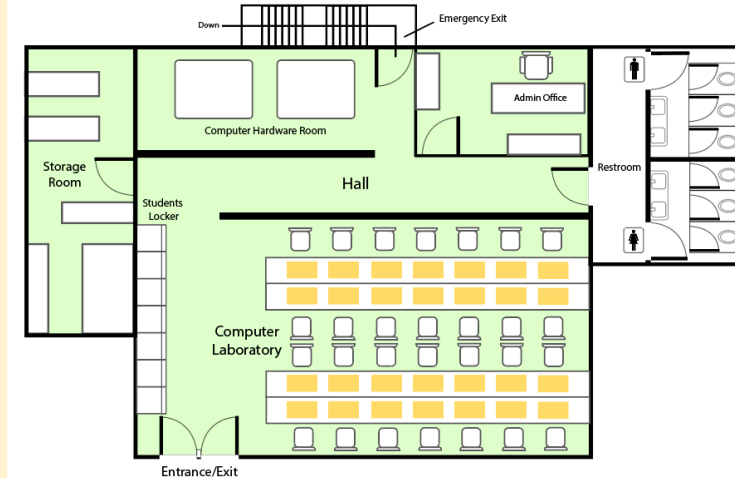 Emergency Exit
Down
Admin Office
Computer Hardware Room
Storage
Room
Restroom
Hall
Students
Locker
Computer
Laboratory
Entrance/Exit